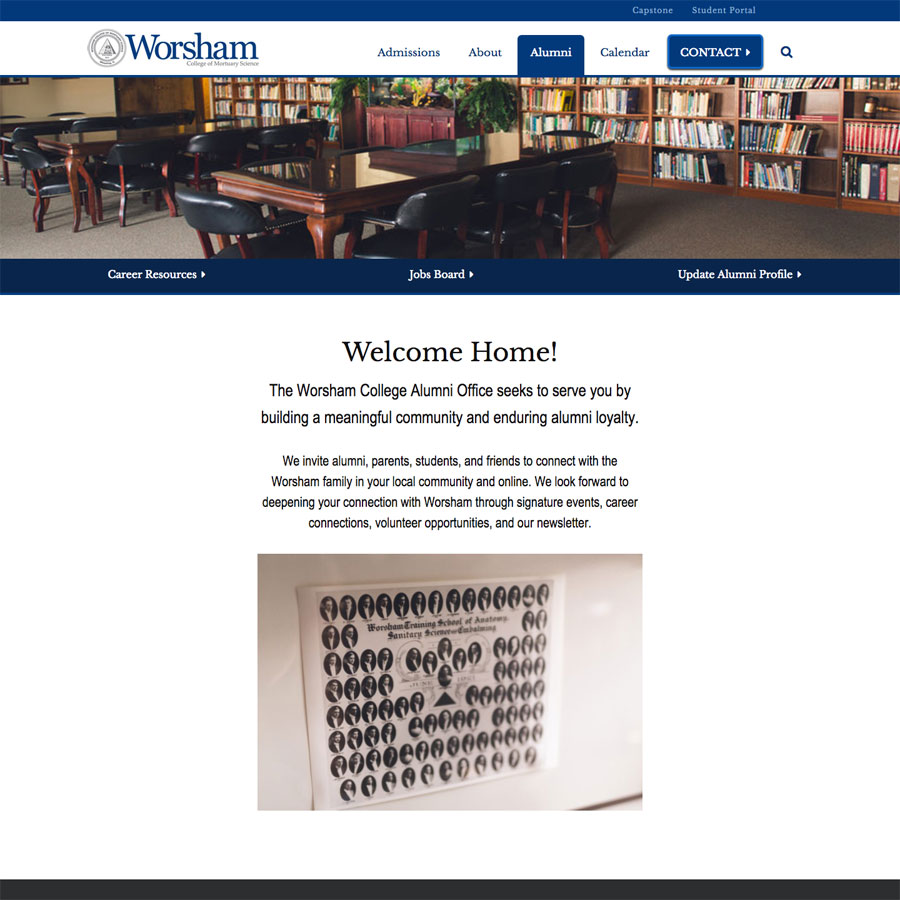 Capstone Student Portal
Worsham
College of Mortuary Science
Admissions About Alumni Calendar CONTACT
Career Resources Jobs Board Update Alumni Profile
Welcome Home!
The Worsham College Alumni Office seeks to serve you by
building a meaningful community and enduring alumni loyalty.
We invite alumni, parents, students, and friends to connect with the
Worsham family in your local community and online. We look forward to
deepening your connection with Worsham through signature events, career
connections, volunteer opportunities, and our newsletter.
Worsham Training School of Anatomy,
Sanitary Science and Embalming
JUNE